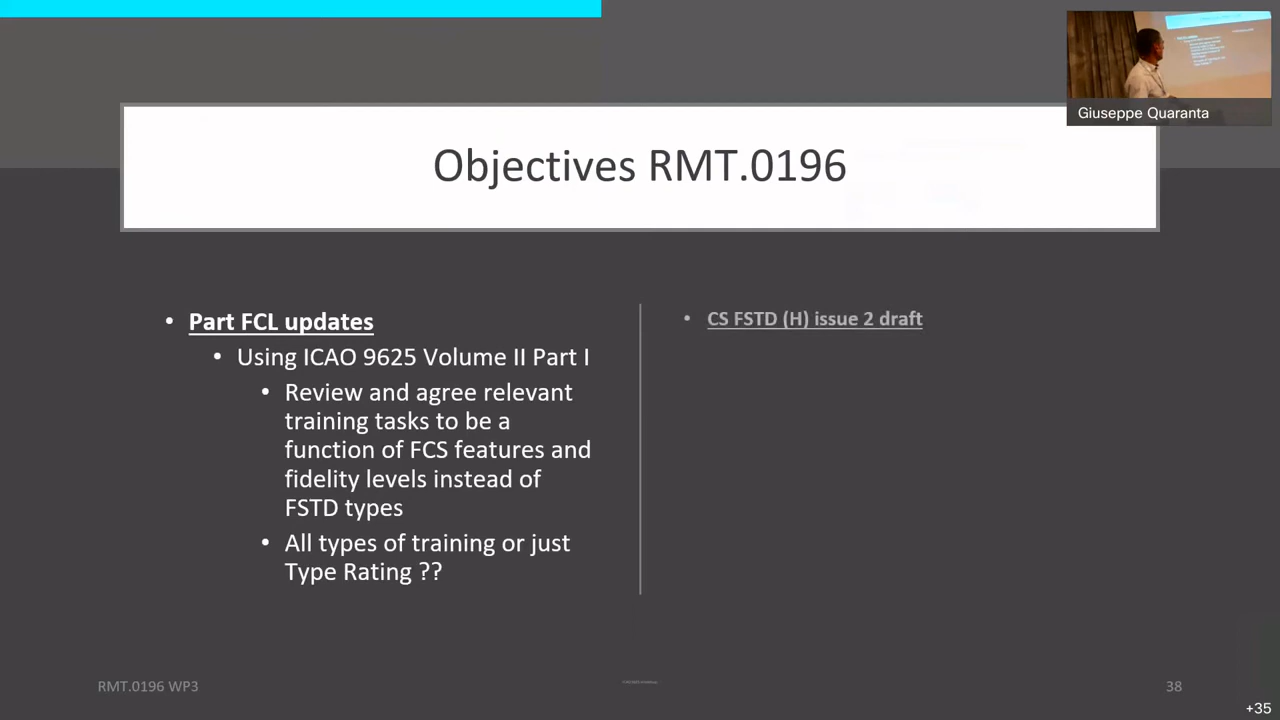 Giuseppe Quaranta
Objectives RMT.0196
• Part FCL updates
• Using ICAO 9625 Volume II Part I
• Review and agree relevant
training tasks to be a
function of FCS features and
fidelity levels instead of
FSTD types
• All types of training or just
Type Rating ??
• CS FSTD (H) issue 2 draft
RMT.0196 WP3
38
+35